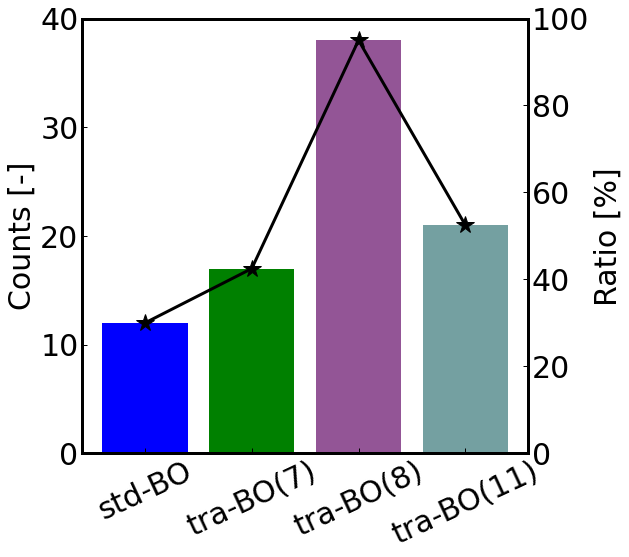 40
30
20
10
0
Counts [-]
100
80
60
40
20
0
Ratio [%]
std-BO
tra-BO(7)
tra-BO(8)
tra-BO(11)